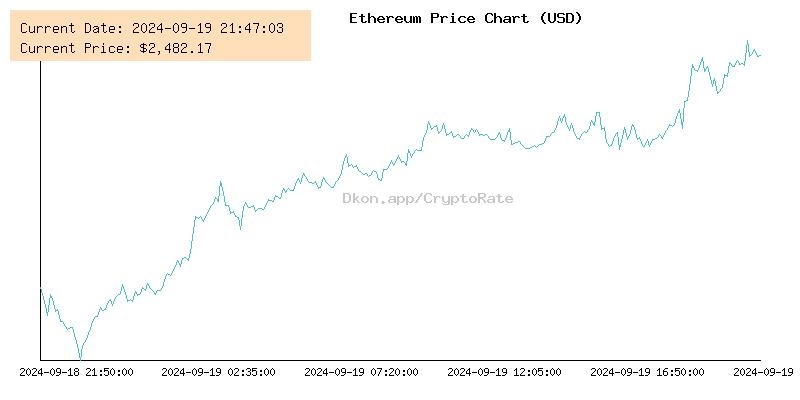 Ethereum Price Chart (USD)
Current Date: 2024-09-19 21:47:03
Current Price: $2,482.17
Dkon.app/CryptoRate
2024-09-18 21:50:00 2024-09-19 02:35:00 2024-09-19 07:20:00 2024-09-19 12:05:00 2024-09-19 16:50:00 2024-09-19